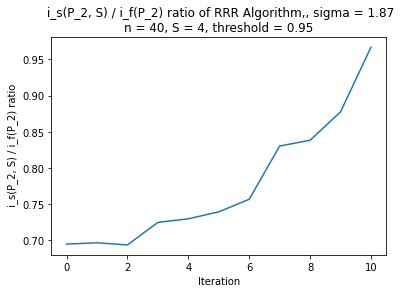 i_s(P_2, S) / i_f(P_2) ratio of RRR Algorithm,, sigma = 1.87
n = 40, S = 4, threshold = 0.95
i_s(P_2, S) / i_f(P_2) ratio
0.95
0.90
0.85
0.80
0.75
0.70
0 2 4 6 8 10
Iteration